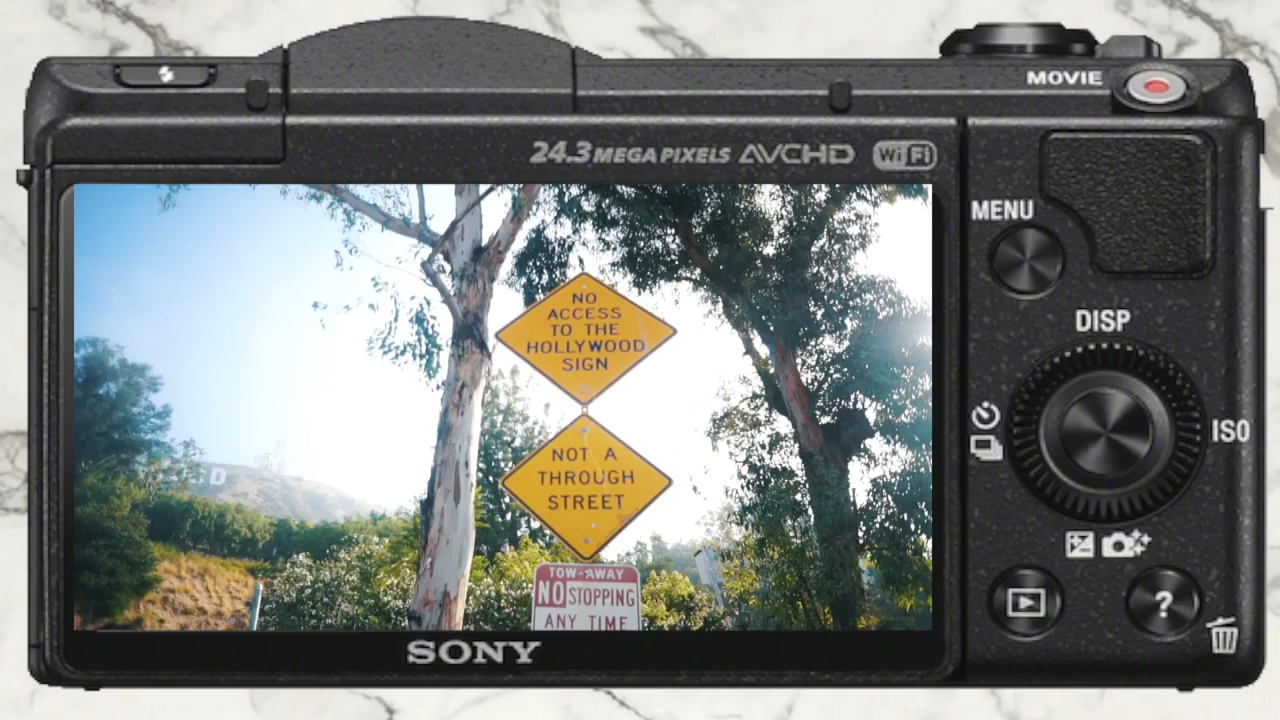 MOVIE
24.3 MEGA PIXELS AVCHD Wi Fi
MENU
DISP
ISO
NO
ACCESS
TO THE
HOLLYWOOD
SIGN
NOT A
THROUGH
STREET
TOW-AWAY
NO STOPPING
ANY TIME
?
SONY